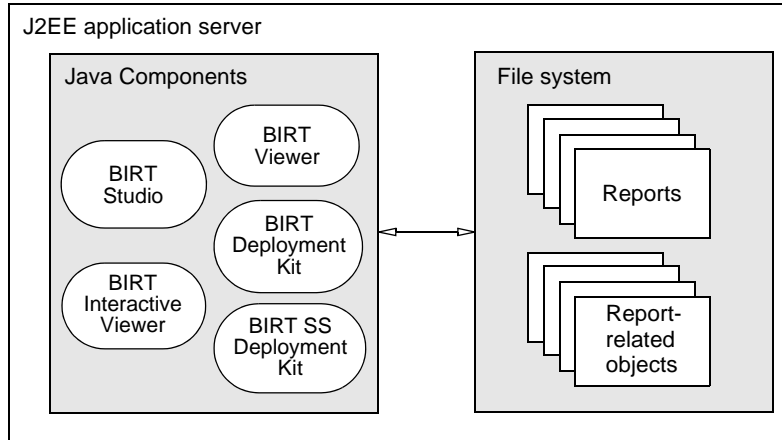 J2EE application server
Java Components
BIRT
Studio
BIRT
Viewer
BIRT
Deployment
Kit
BIRT
Interactive
Viewer
BIRT SS
Deployment
Kit
File system
Reports
Report-
related
objects